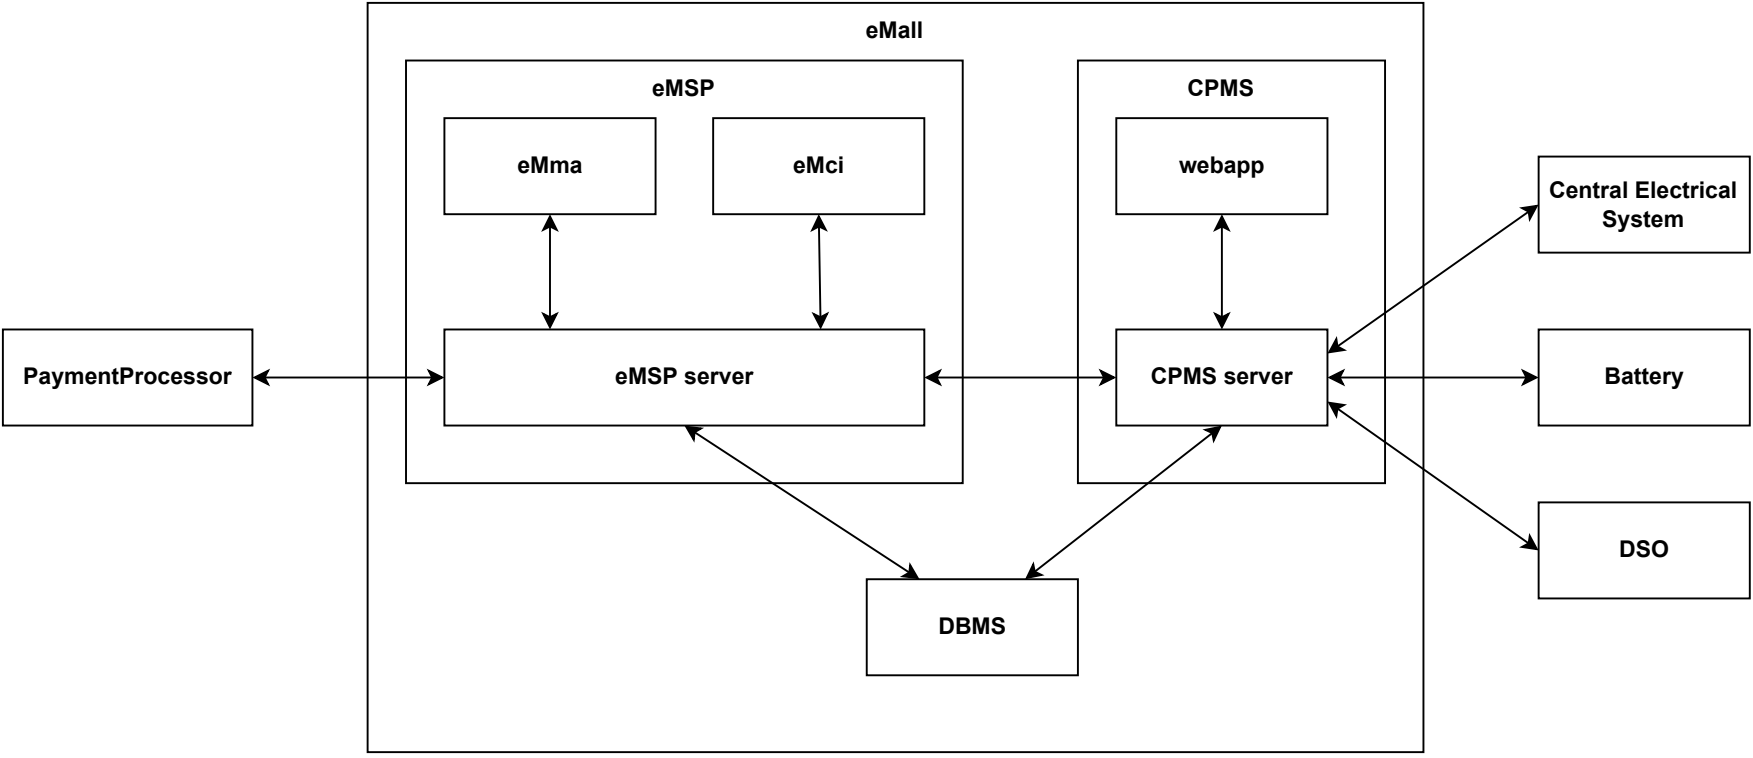 eMall
eMSP
CPMS
eMma
eMci
webapp
Central Electrical
System
PaymentProcessor
eMSP server
CPMS server
Battery
DSO
DBMS